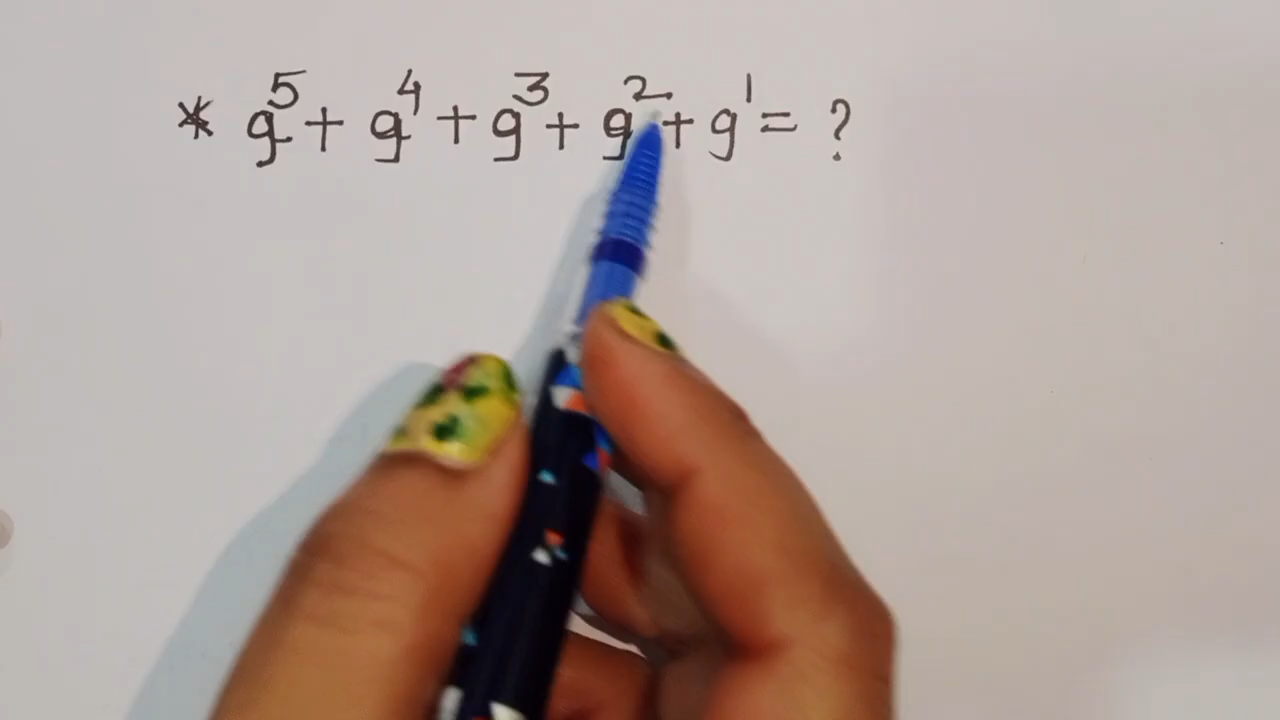 * 9⁵ + 9⁴ + 9³ + 9² + 9¹ = ?